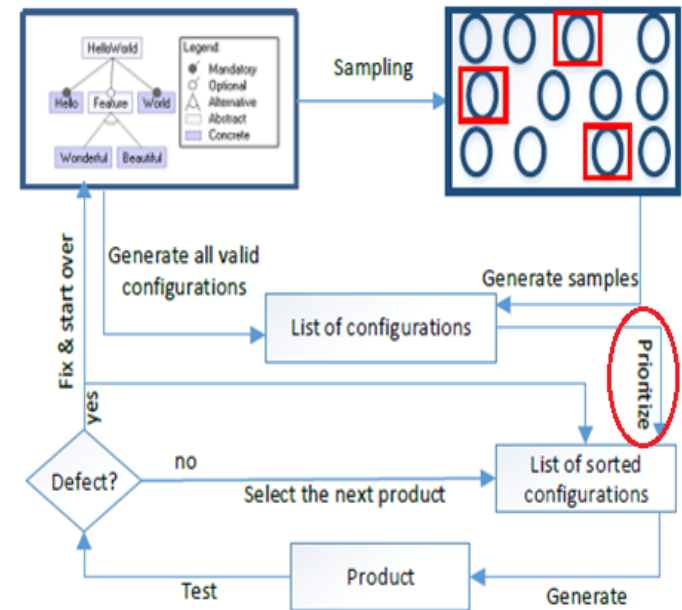 HelloWorld
Hello
Feature
World
Wonderful
Beautiful
Legend:
Mandatory
Optional
Alternative
Abstract
Concrete
Sampling
Generate all valid
configurations
Generate samples
List of configurations
Prioritize
Fix & start over
yes
Defect?
no
Select the next product
List of sorted
configurations
Product
Test
Generate